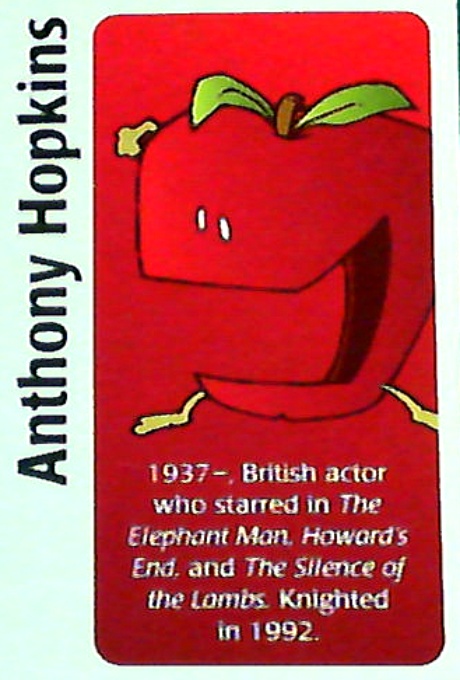 Anthony Hopkins
1937–, British actor
who starred in The
Elephant Man, Howard's
End, and The Silence of
the Lambs. Knighted
in 1992.